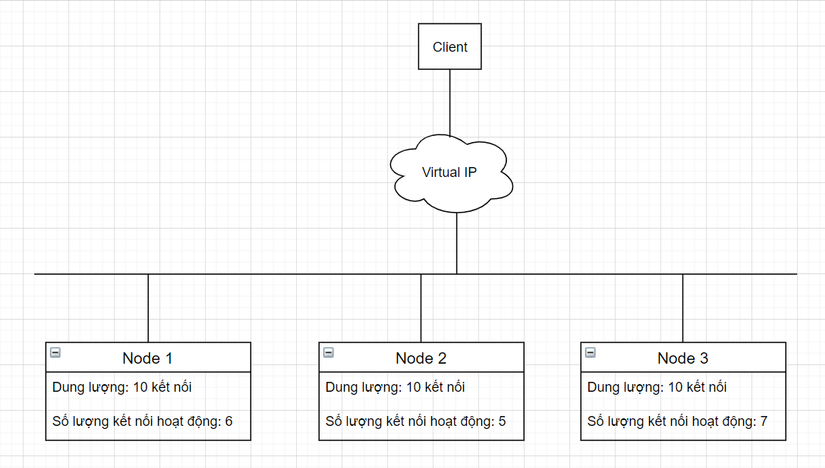 Client
Virtual IP
Node 1
Dung lượng: 10 kết nối
Số lượng kết nối hoạt động: 6
Node 2
Dung lượng: 10 kết nối
Số lượng kết nối hoạt động: 5
Node 3
Dung lượng: 10 kết nối
Số lượng kết nối hoạt động: 7